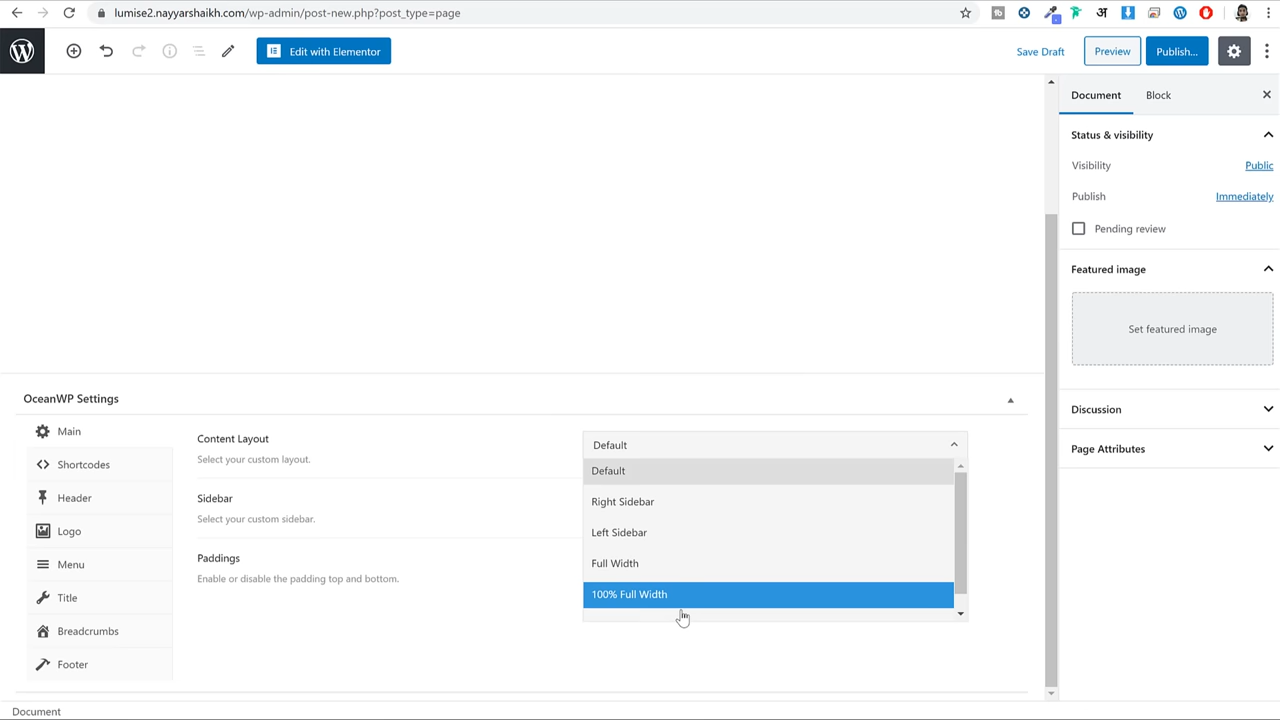 lumise2.nayyarshaikh.com/wp-admin/post-new.php?post_type=page
अ
Edit with Elementor
Save Draft
Preview
Publish...
Document
Block
Status & visibility
Visibility
Public
Publish
Immediately
Pending review
Featured image
Set featured image
Discussion
Page Attributes
OceanWP Settings
Main
Shortcodes
Header
Logo
Menu
Title
Breadcrumbs
Footer
Content Layout
Select your custom layout.
Sidebar
Select your custom sidebar.
Paddings
Enable or disable the padding top and bottom.
Default
Default
Right Sidebar
Left Sidebar
Full Width
100% Full Width
Document